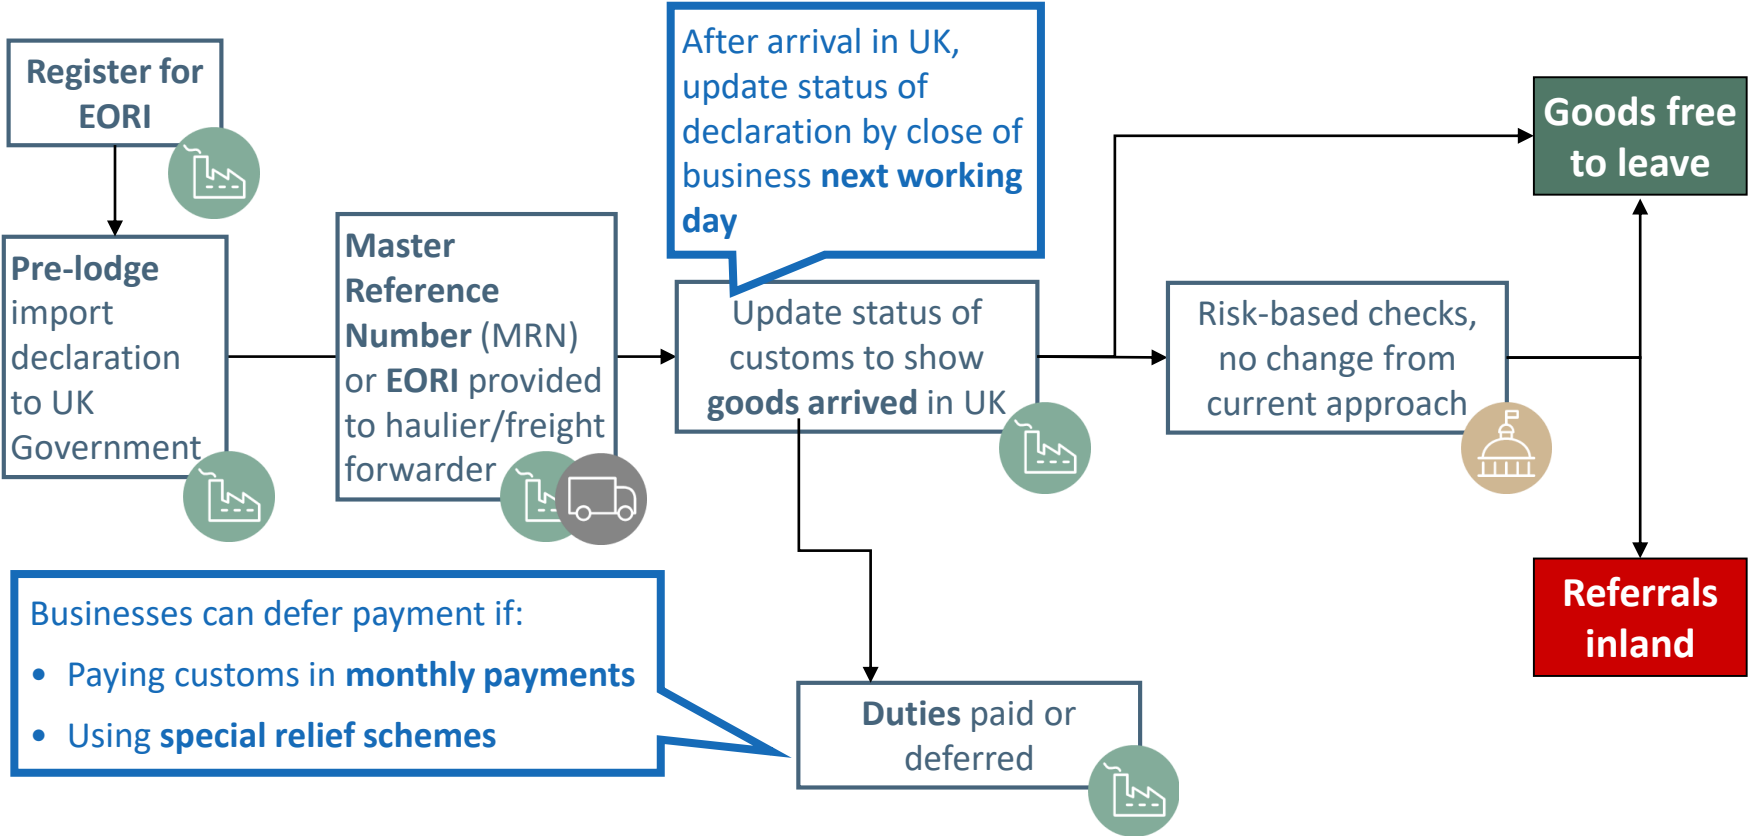 Register for
EORI
Pre-lodge
import
declaration
to UK
Government
Master
Reference
Number (MRN)
or EORI provided
to haulier/freight
forwarder
After arrival in UK,
update status of
declaration by close of
business next working
day
Update status of
customs to show
goods arrived in UK
Risk-based checks,
no change from
current approach
Goods free
to leave
Referrals
inland
Businesses can defer payment if:
• Paying customs in monthly payments
• Using special relief schemes
Duties paid or
deferred